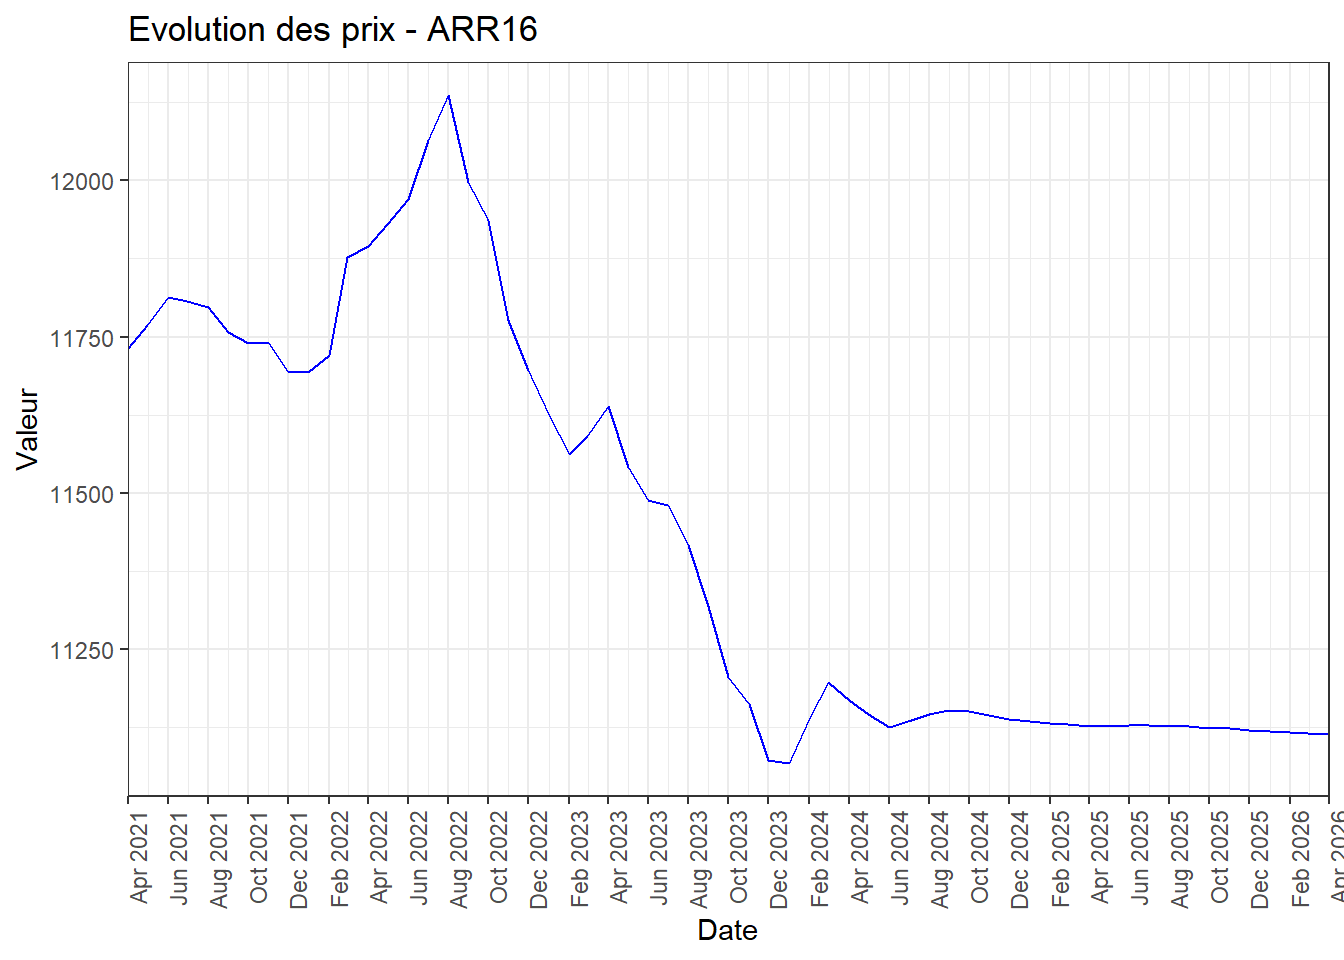 Evolution des prix - ARR16
Valeur
12000
11750
11500
11250
Apr 2021
Jun 2021
Aug 2021
Oct 2021
Dec 2021
Feb 2022
Apr 2022
Jun 2022
Aug 2022
Oct 2022
Dec 2022
Feb 2023
Apr 2023
Jun 2023
Aug 2023
Oct 2023
Dec 2023
Feb 2024
Apr 2024
Jun 2024
Aug 2024
Oct 2024
Dec 2024
Feb 2025
Apr 2025
Jun 2025
Aug 2025
Oct 2025
Dec 2025
Feb 2026
Apr 2026
Date